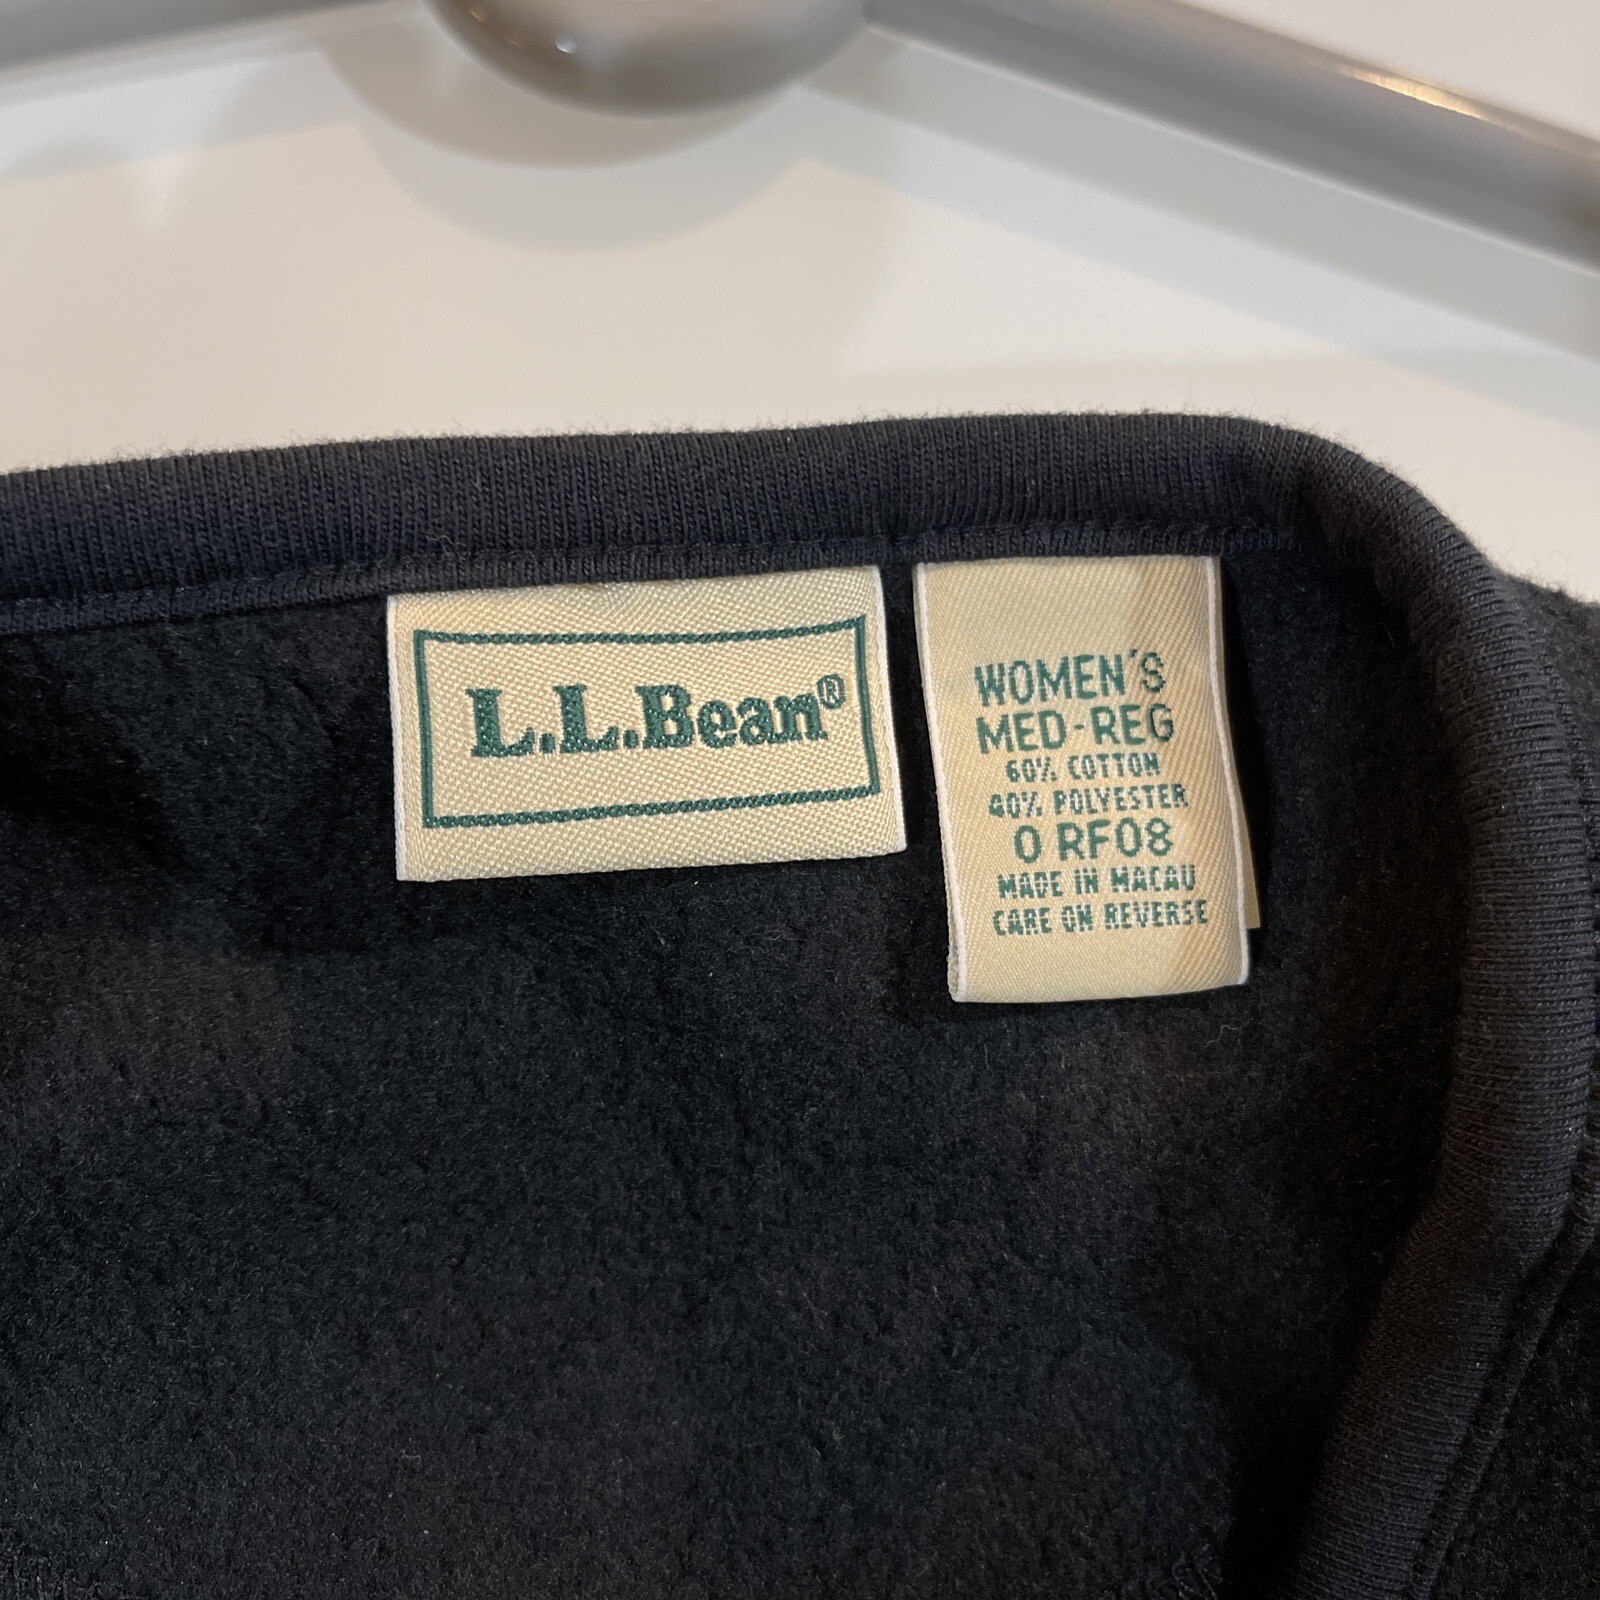 L.L.Bean®
WOMEN'S
MED-REG
60% COTTON
40% POLYESTER
0 RF08
MADE IN MACAU
CARE ON REVERSE